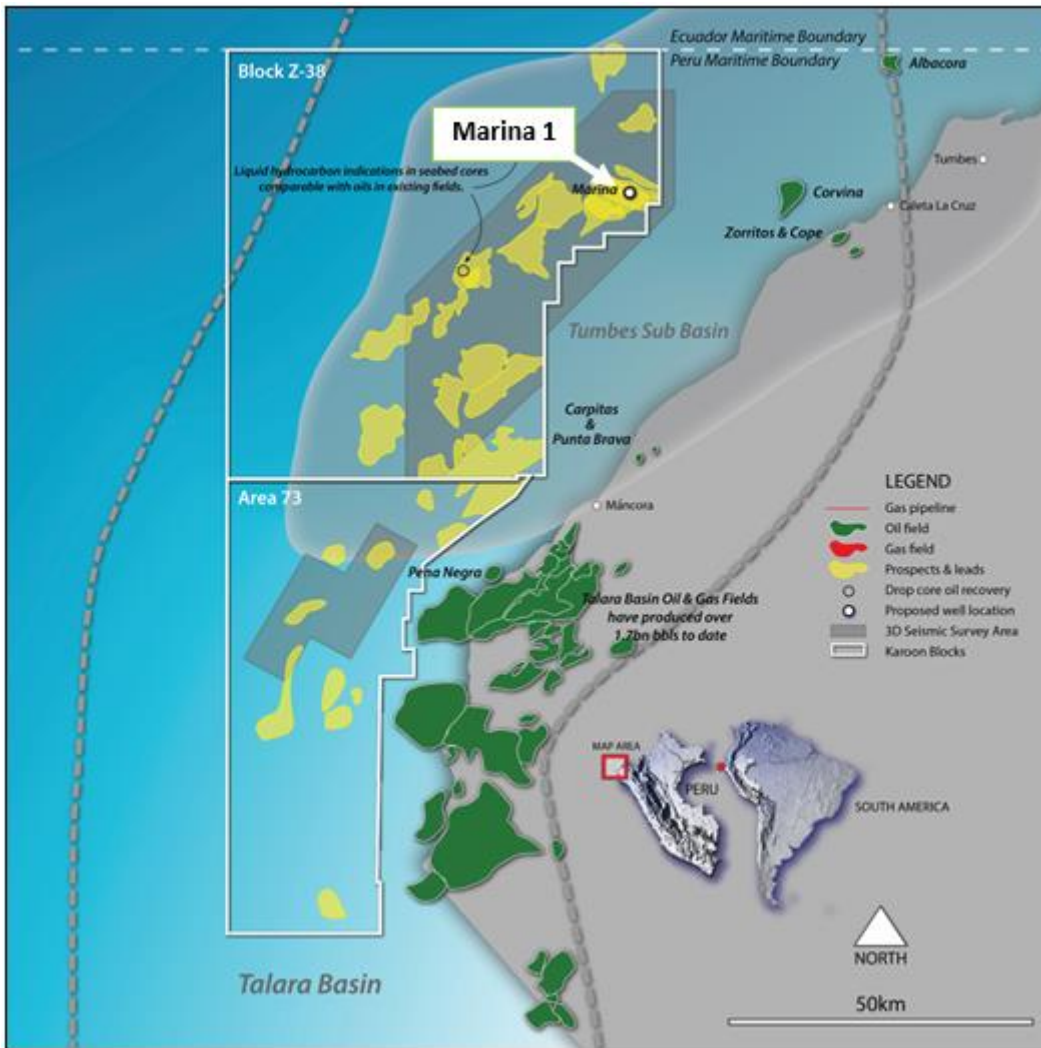 Ecuador Maritime Boundary
Peru Maritime Boundary
Albacora
Block Z-38
Marina 1
Liquid hydrocarbon indications in seabed cores
comparable with oils in existing fields.
Marina
Tumbes
Corvina
Caleta La Cruz
Zorritos & Cope
Tumbes Sub Basin
Carpitas
&
Punta Brava
Area 73
Máncora
Pena Negra
Talara Basin Oil & Gas Fields
have produced over
1.7bn bbls to date
LEGEND
Gas pipeline
Oil field
Gas field
Prospects & leads
Drop core oil recovery
Proposed well location
3D Seismic Survey Area
Karoon Blocks
MAP AREA
PERU
SOUTH AMERICA
NORTH
Talara Basin
50km